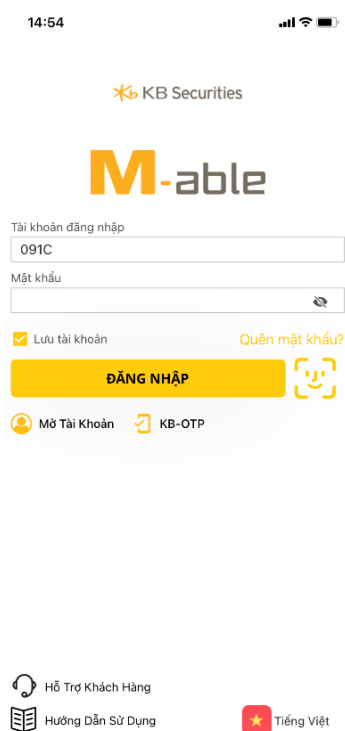 14:54
KB Securities
M-able
Tài khoản đăng nhập
091C
Mật khẩu
Lưu tài khoản
Quên mật khẩu?
ĐĂNG NHẬP
Mở Tài Khoản
KB-OTP
Hỗ Trợ Khách Hàng
Hướng Dẫn Sử Dụng
Tiếng Việt